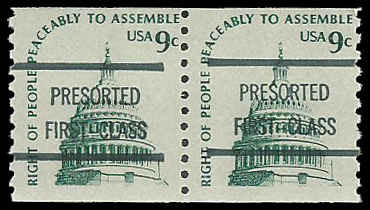 RIGHT OF PEOPLE PEACEABLY TO ASSEMBLE
USA 9c
PRESORTED
FIRST-CLASS
RIGHT OF PEOPLE PEACEABLY TO ASSEMBLE
USA 9c
PRESORTED
FIRST-CLASS